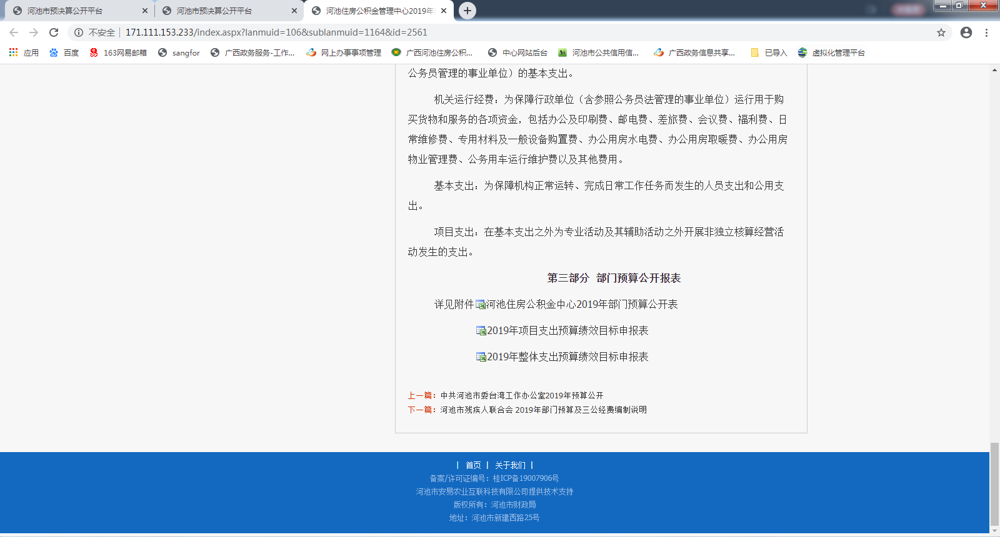 河池市预决算公开平台
河池市预决算公开平台
河池住房公积金管理中心2019年
不安全
171.111.153.233/index.aspx?lanmuid=106&sublanmuid=1164&id=2561
应用
百度
163网易邮箱
sangfor
广西政务服务-工作...
网上办事事项管理
广西河池住房公积...
中心网站后台
河池市公共信用信...
广西政务信息共享...
已导入
虚拟化管理平台
公务员管理的事业单位）的基本支出。
机关运行经费：为保障行政单位（含参照公务员法管理的事业单位）运行用于购
买货物和服务的各项资金，包括办公及印刷费、邮电费、差旅费、会议费、福利费、日
常维修费、专用材料及一般设备购置费、办公用房水电费、办公用房取暖费、办公用房
物业管理费、公务用车运行维护费以及其他费用。
基本支出：为保障机构正常运转、完成日常工作任务而发生的人员支出和公用支
出。
项目支出：在基本支出之外为专业活动及其辅助活动之外开展非独立核算经营活
动发生的支出。
第三部分 部门预算公开报表
详见附件河池住房公积金中心2019年部门预算公开表
2019年项目支出预算绩效目标申报表
2019年整体支出预算绩效目标申报表
上一篇：中共河池市委台湾工作办公室2019年预算公开
下一篇：河池市残疾人联合会 2019年部门预算及三公经费编制说明
| 首页 | 关于我们 |
备案/许可证编号：桂ICP备19007906号
河池市安易农业互联科技有限公司提供技术支持
版权所有：河池市财政局
地址：河池市新建西路25号